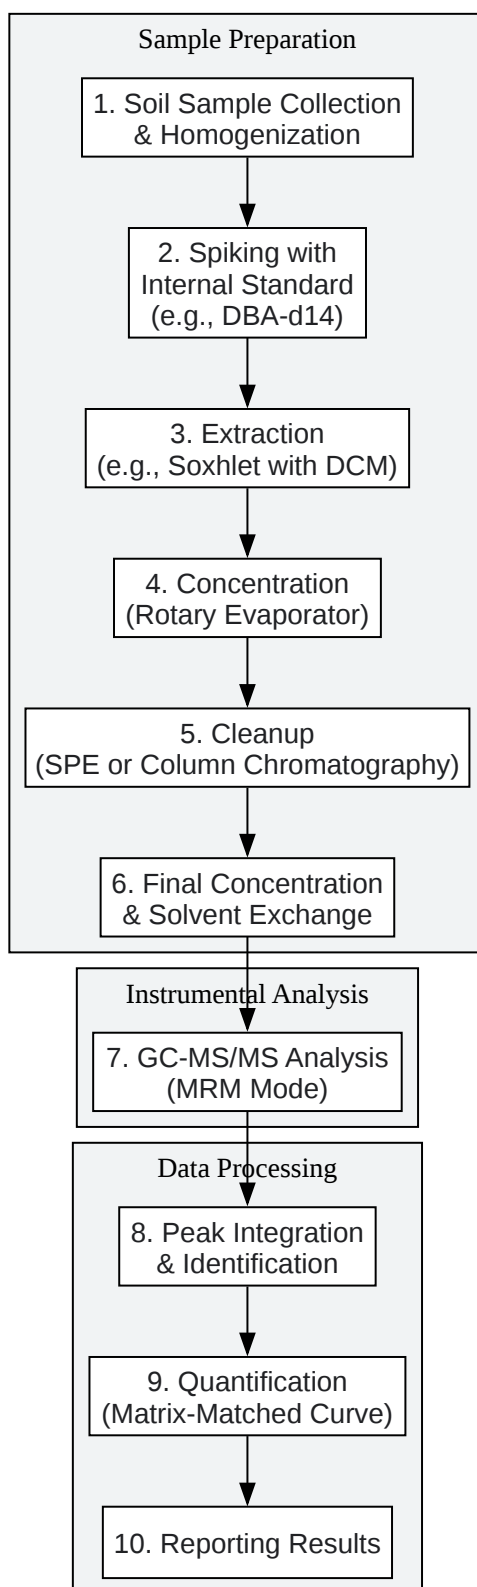 Sample Preparation
1. Soil Sample Collection
& Homogenization
2. Spiking with
Internal Standard
(e.g., DBA-d14)
3. Extraction
(e.g., Soxhlet with DCM)
4. Concentration
(Rotary Evaporator)
5. Cleanup
(SPE or Column Chromatography)
6. Final Concentration
& Solvent Exchange
Instrumental Analysis
7. GC-MS/MS Analysis
(MRM Mode)
Data Processing
8. Peak Integration
& Identification
9. Quantification
(Matrix-Matched Curve)
10. Reporting Results